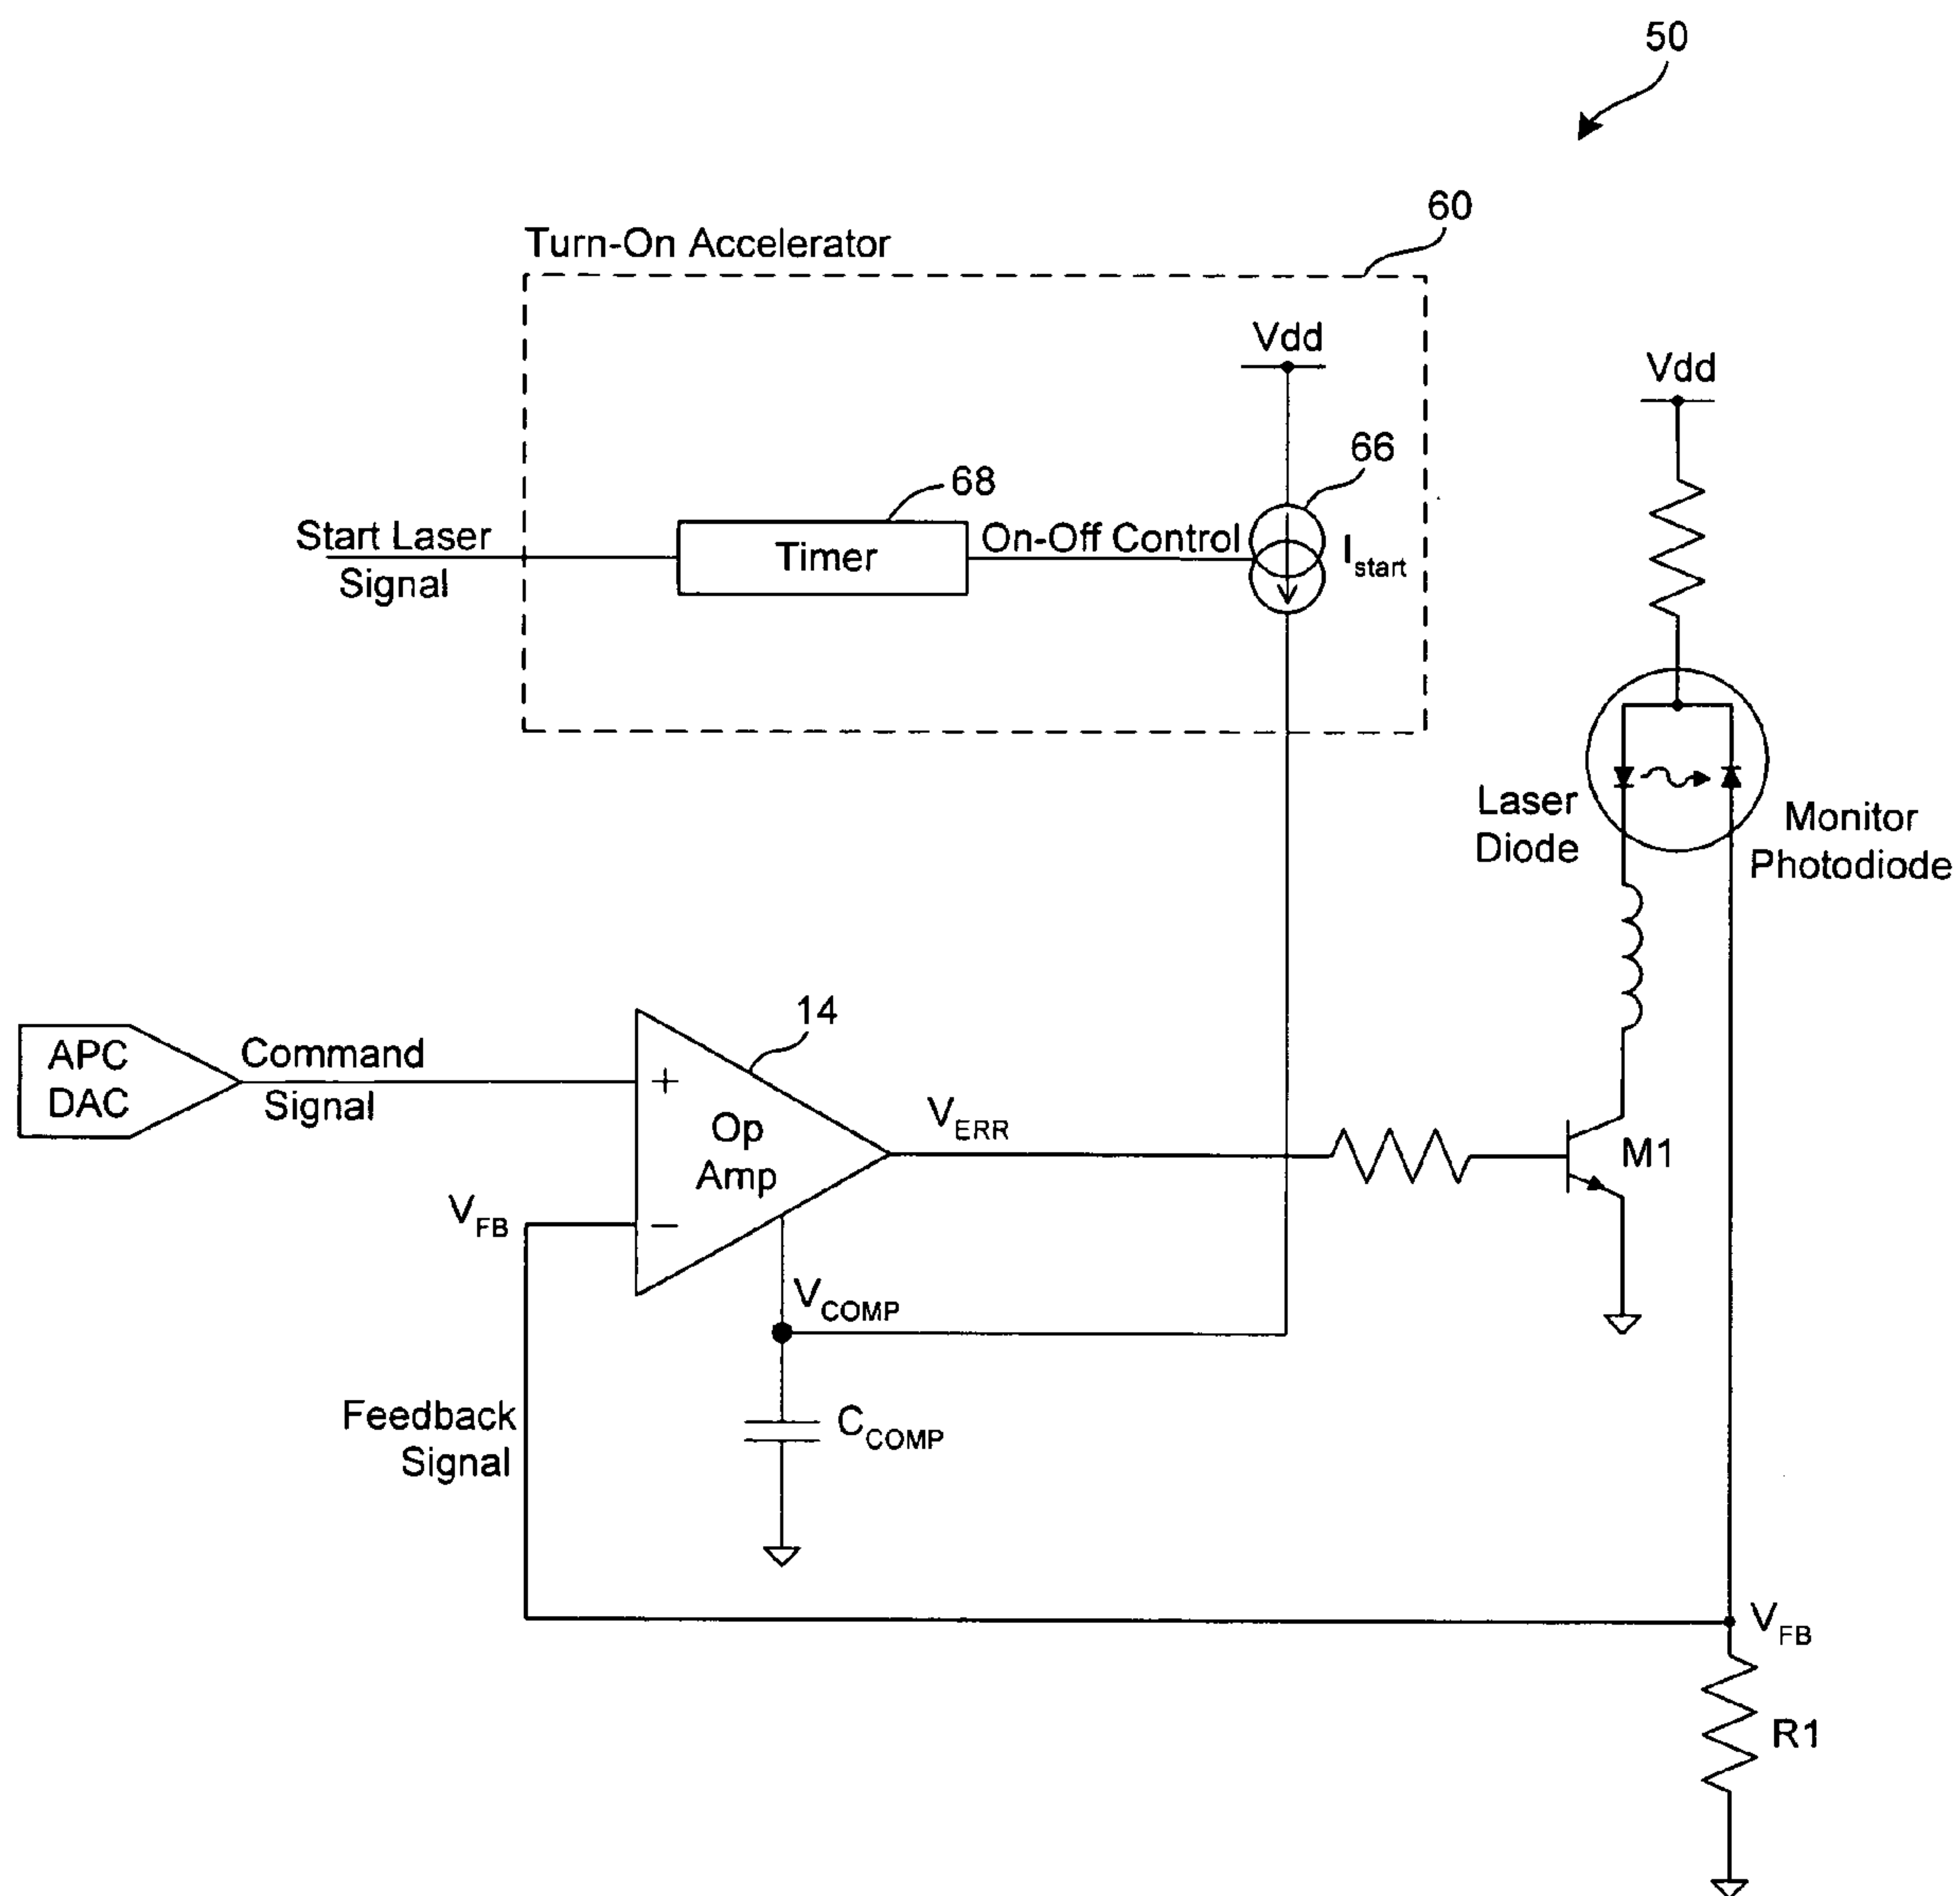 50
60
Turn-On Accelerator
Vdd
Vdd
66
68
Start Laser
Signal
Timer
On-Off Control
Istart
Laser
Diode
Monitor
Photodiode
14
APC
DAC
Command
Signal
+
Op
Amp
VERR
M1
VFB
−
VCOMP
Feedback
Signal
CCOMP
VFB
R1